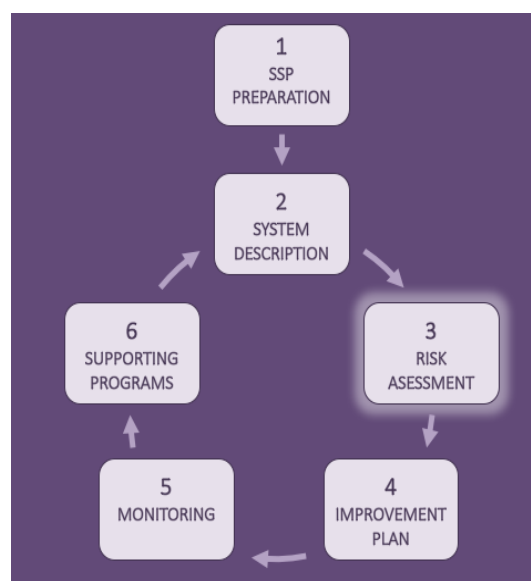 1
SSP
PREPARATION
2
SYSTEM
DESCRIPTION
3
RISK
ASESSMENT
4
IMPROVEMENT
PLAN
5
MONITORING
6
SUPPORTING
PROGRAMS